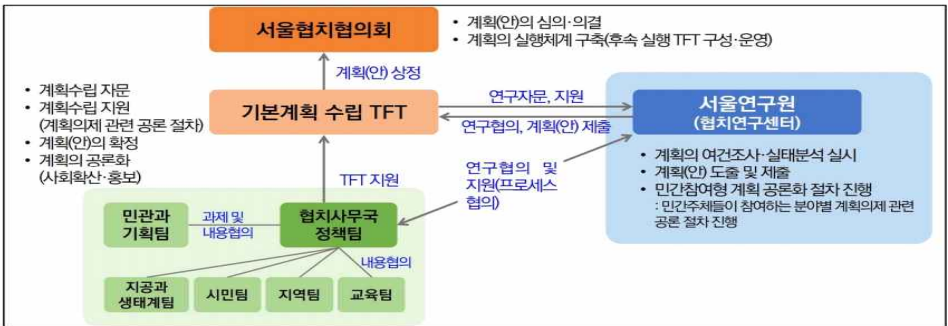 서울협치협의회
• 계획(안)의 심의·의결
• 계획의 실행체계 구축(후속 실행 TFT 구성·운영)
계획(안) 상정
• 계획수립 자문
• 계획수립 지원
(계획의제 관련 공론 절차)
• 계획(안)의 확정
• 계획의 공론화
(사회확산·홍보)
기본계획 수립 TFT
연구자문, 지원
연구협의, 계획(안) 제출
서울연구원
(협치연구센터)
• 계획의 여건조사·실태분석 실시
• 계획(안) 도출 및 제출
• 민간참여형 계획 공론화 절차 진행
: 민간주체들이 참여하는 분야별 계획의제 관련
공론 절차 진행
연구협의 및
지원(프로세스
협의)
TFT 지원
민관과
기획팀
과제 및
내용협의
협치사무국
정책팀
내용협의
지공과
생태계팀
시민팀
지역팀
교육팀